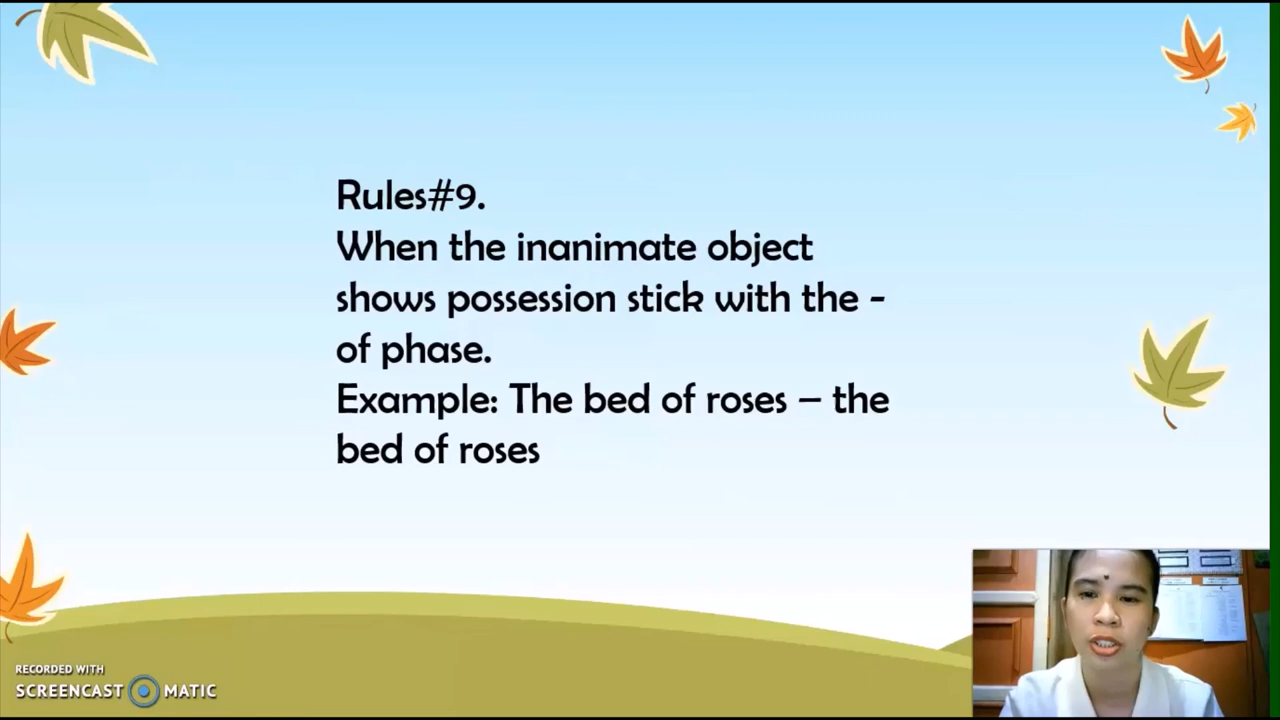 Rules#9.
When the inanimate object
shows possession stick with the -
of phase.
Example: The bed of roses – the
bed of roses
RECORDED WITH
SCREENCAST MATIC